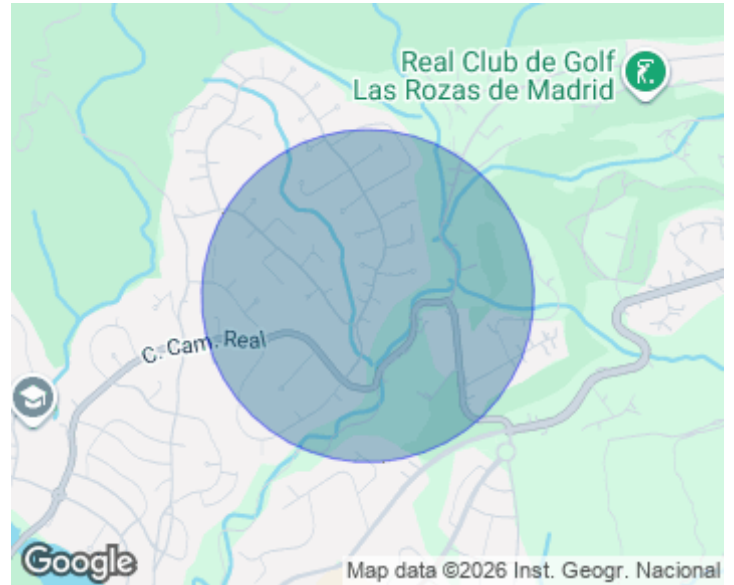 Real Club de Golf
Las Rozas de Madrid
C. Cam. Real
Google
Map data ©2026 Inst. Geogr. Nacional